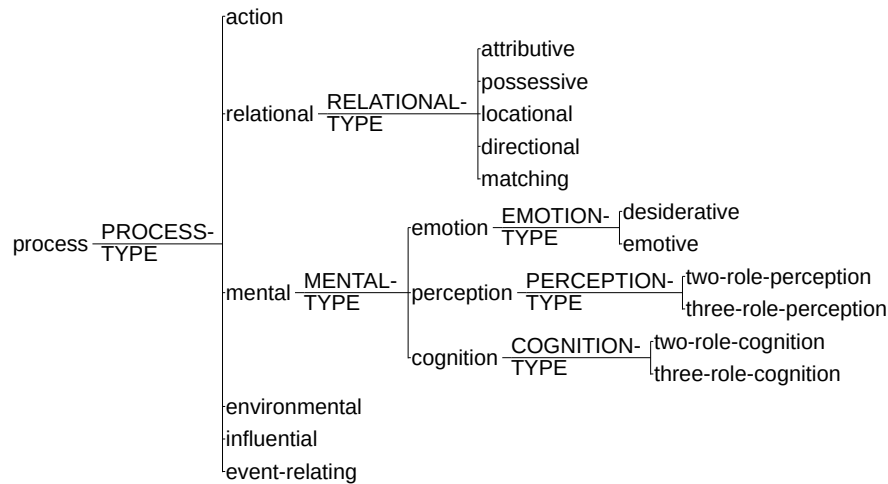 action
attributive
possessive
relational RELATIONAL-TYPE locational
directional
matching
desiderative
emotion EMOTION-TYPE
process PROCESS-TYPE emotive
two-role-perception
mental MENTAL-TYPE perception PERCEPTION-TYPE
three-role-perception
two-role-cognition
cognition COGNITION-TYPE
three-role-cognition
environmental
influential
event-relating